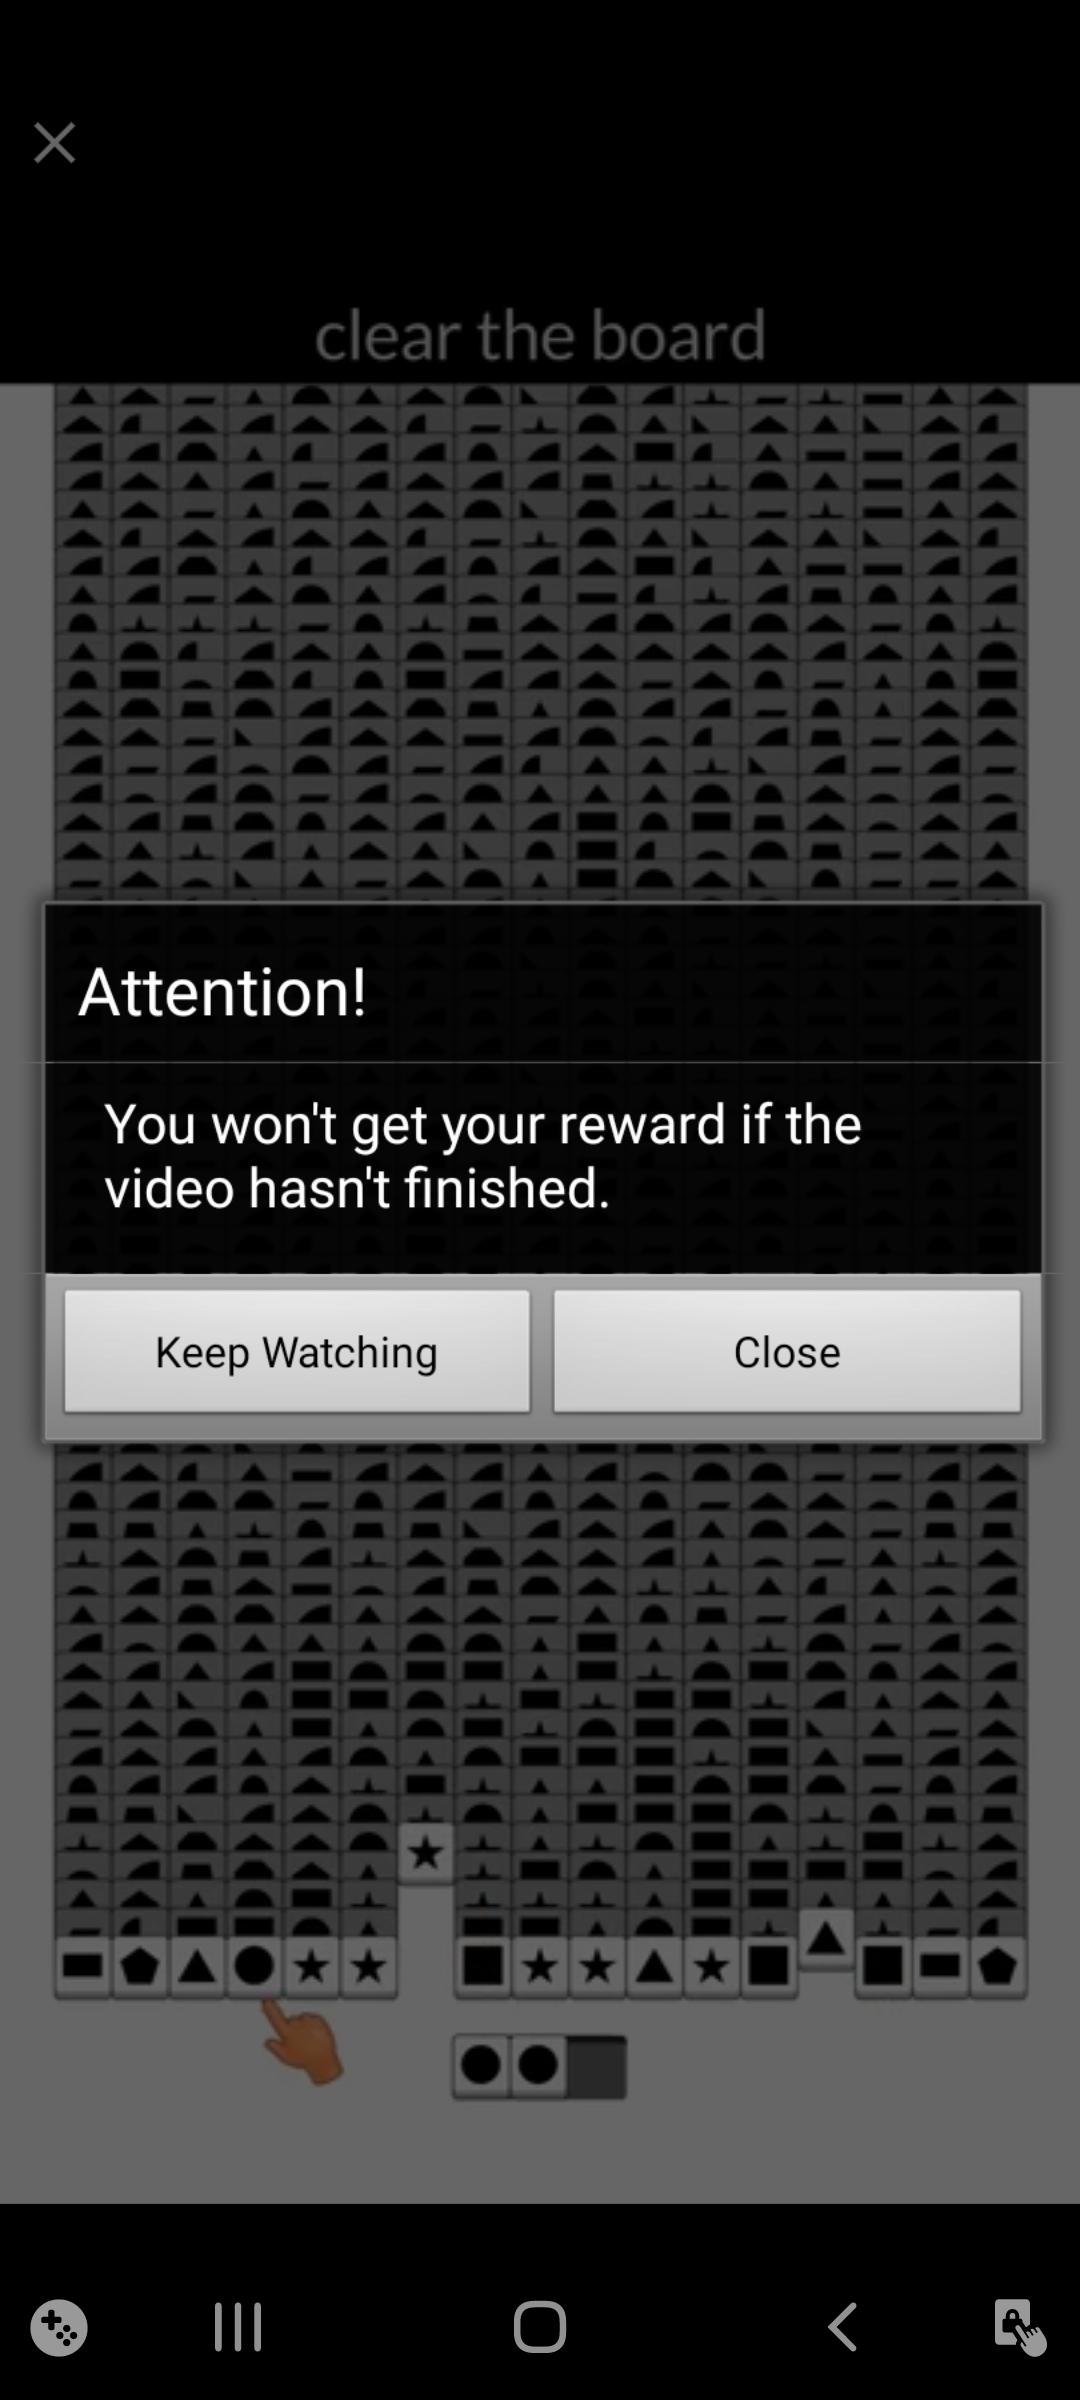 clear the board
Attention!
You won't get your reward if the
video hasn't finished.
Keep Watching
Close